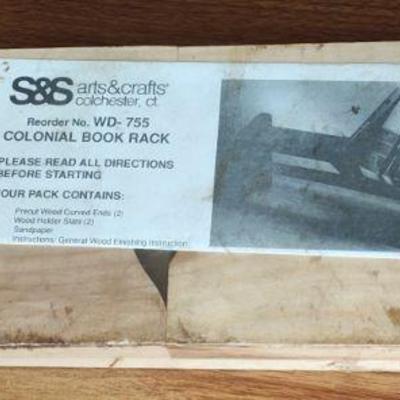 S&S arts&crafts®
colchester, ct.
Reorder No. WD-755
COLONIAL BOOK RACK
PLEASE READ ALL DIRECTIONS
BEFORE STARTING
YOUR PACK CONTAINS:
Precut Wood Curved Ends (2)
Wood Holder Slats (2)
Sandpaper
Instructions: General Wood Finishing Instruction